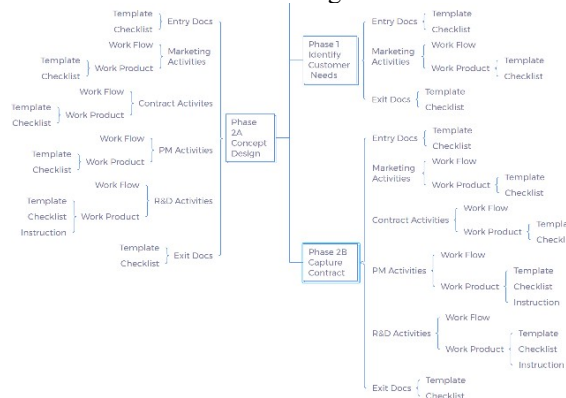 Template
Checklist
Entry Docs
Work Flow
Marketing
Activities
Template
Checklist
Work Product
Work Flow
Contract Activites
Template
Checklist
Work Product
Work Flow
PM Activities
Template
Checklist
Work Product
Work Flow
R&D Activities
Template
Checklist
Instruction
Work Product
Template
Checklist
Exit Docs
Phase
2A
Concept
Design
Phase 1
Identify
Customer
Needs
Entry Docs
Template
Checklist
Marketing
Activities
Work Flow
Work Product
Template
Checklist
Exit Docs
Template
Checklist
Phase 2B
Capture
Contract
Entry Docs
Template
Checklist
Marketing
Activities
Work Flow
Work Product
Template
Checklist
Contract Activities
Work Flow
Work Product
Templa
Checkl
PM Activities
Work Flow
Work Product
Template
Checklist
Instruction
R&D Activities
Work Flow
Work Product
Template
Checklist
Instruction
Exit Docs
Template
Checklist